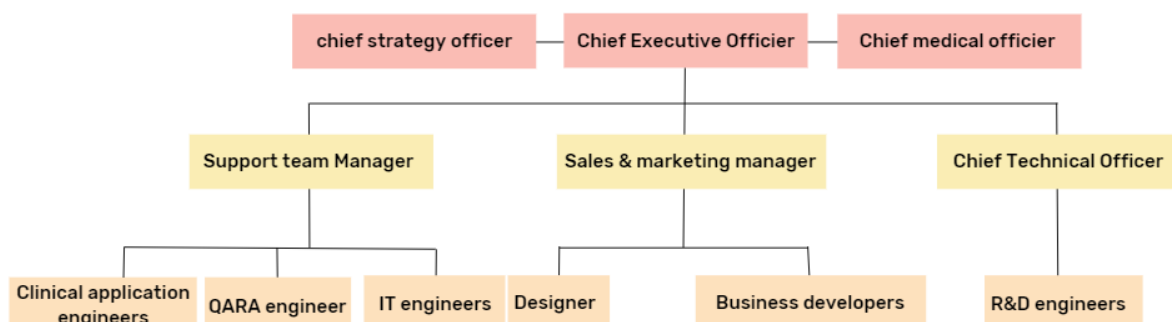 chief strategy officer
Chief Executive Officier
Chief medical officier
Support team Manager
Sales & marketing manager
Chief Technical Officer
Clinical application
engineers
QARA engineer
IT engineers
Designer
Business developers
R&D engineers